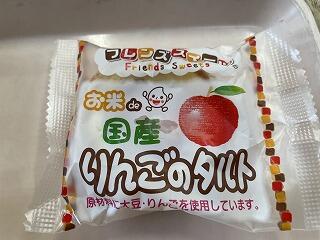 フレンズスイーツ
Friends Sweets
お米de
国産
りんごのタルト
原材料に大豆・りんごを使用しています。